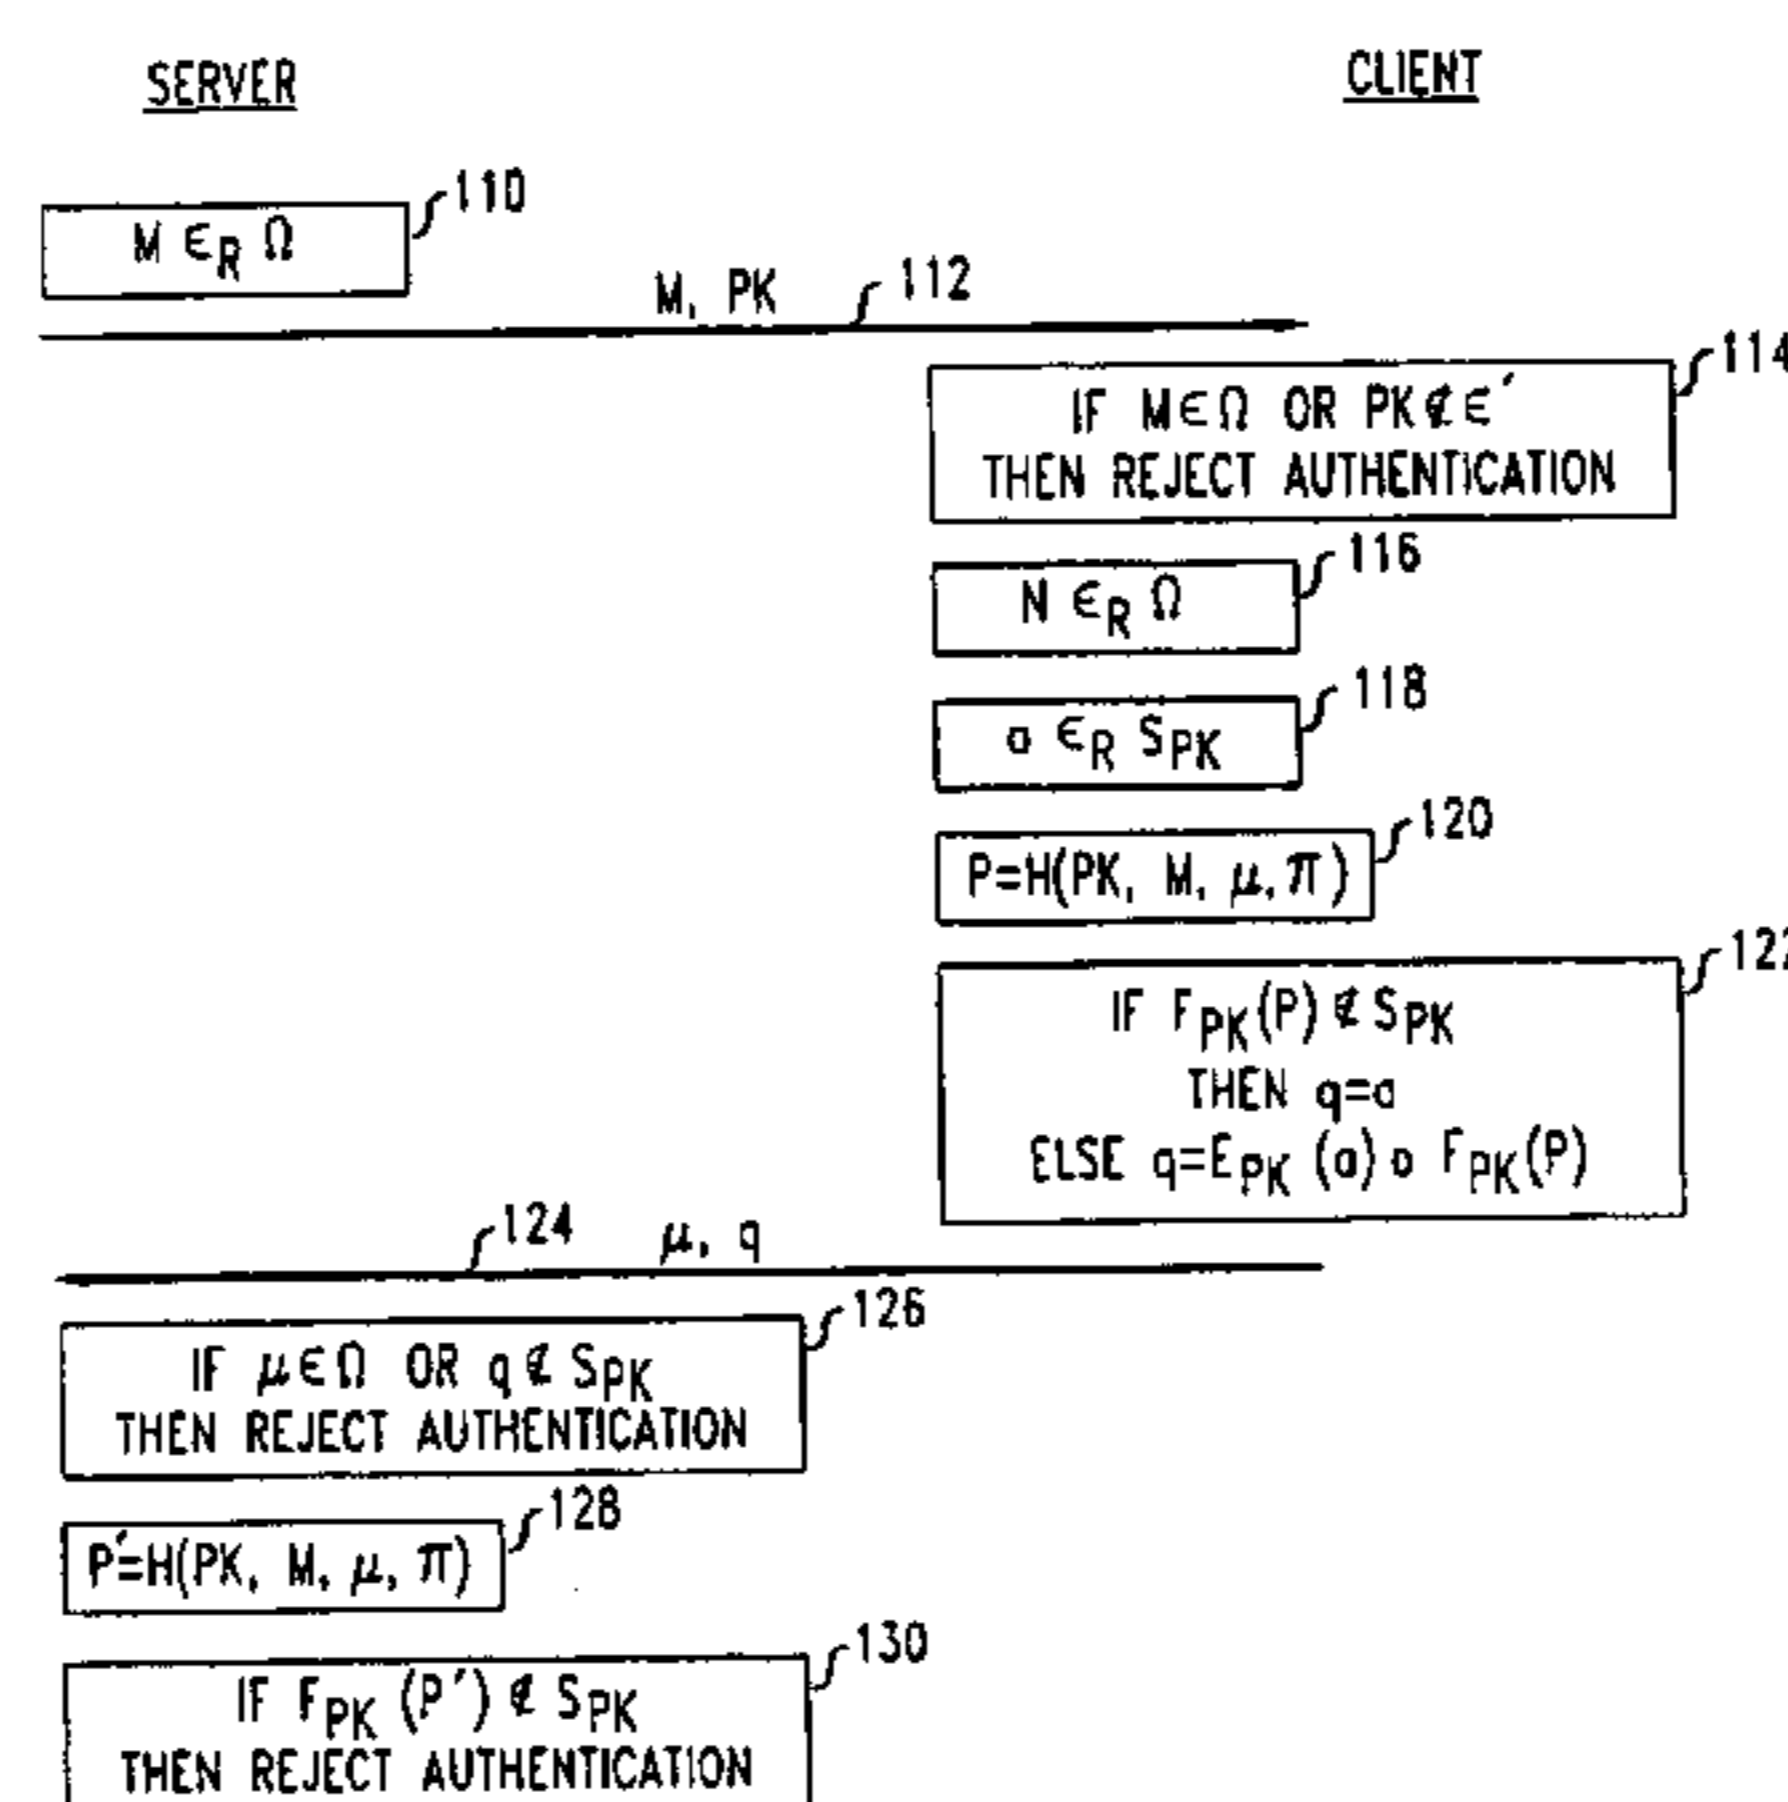 SERVER
CLIENT
110
M ∈R Ω
M, PK
112
114
IF M∈Ω OR PK∉∈′
THEN REJECT AUTHENTICATION
116
N ∈R Ω
118
a ∈R SPK
120
P=H(PK, M, μ, π)
122
IF FPK(P) ∉ SPK
THEN q=a
ELSE q=EPK (a) o FPK(P)
124
μ, q
126
IF μ∈Ω OR q ∉ SPK
THEN REJECT AUTHENTICATION
128
P′=H(PK, M, μ, π)
130
IF FPK (P′) ∉ SPK
THEN REJECT AUTHENTICATION